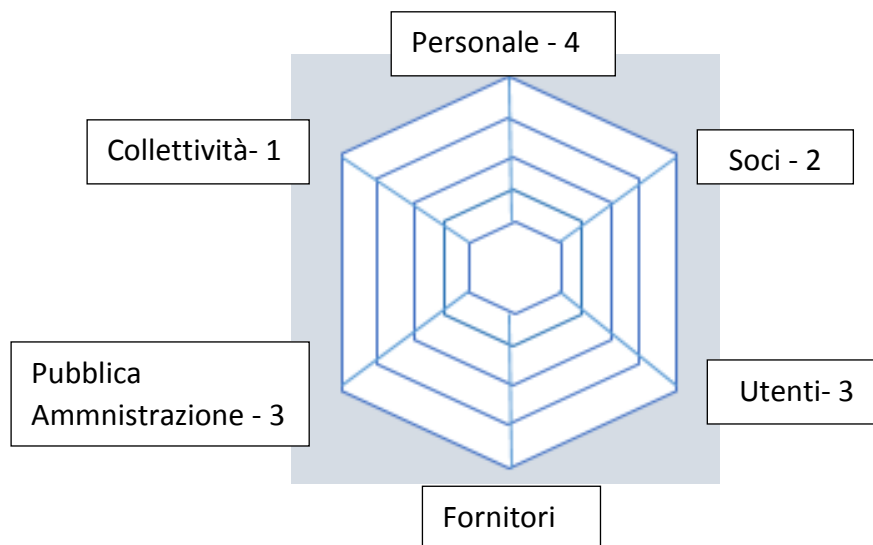 Personale - 4
Collettività- 1
Soci - 2
Pubblica
Ammnistrazione - 3
Utenti- 3
Fornitori